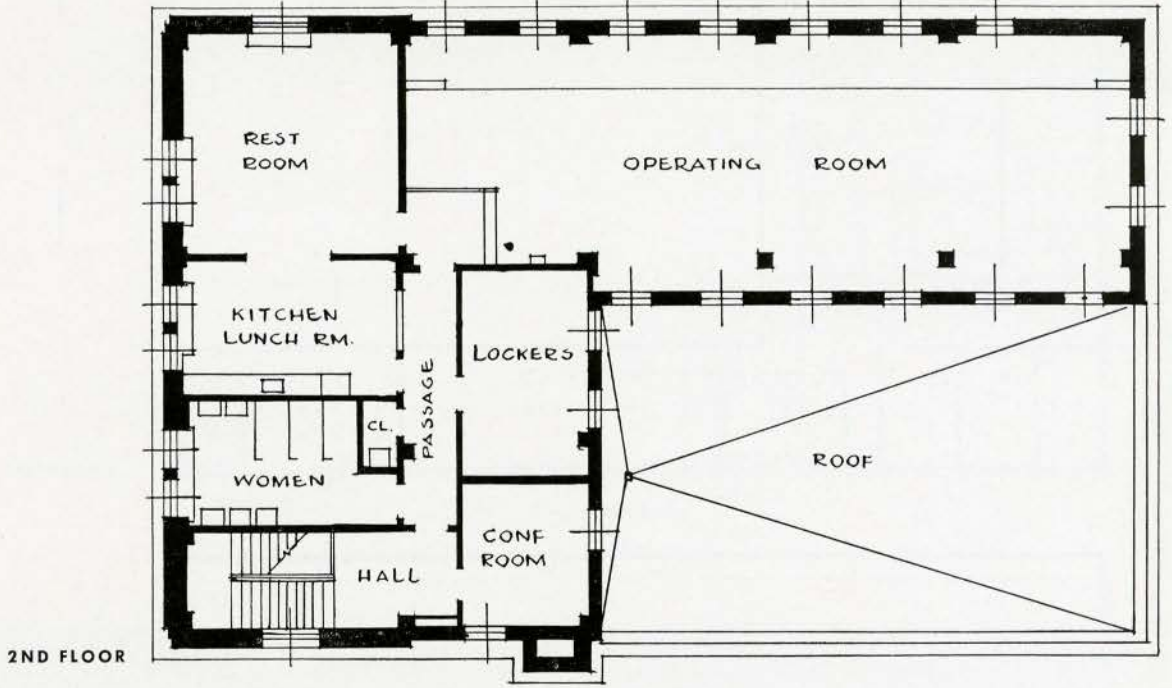 REST
ROOM
OPERATING ROOM
KITCHEN
LUNCH RM.
LOCKERS
PASSAGE
CL.
WOMEN
ROOF
CONF
ROOM
HALL
2ND FLOOR